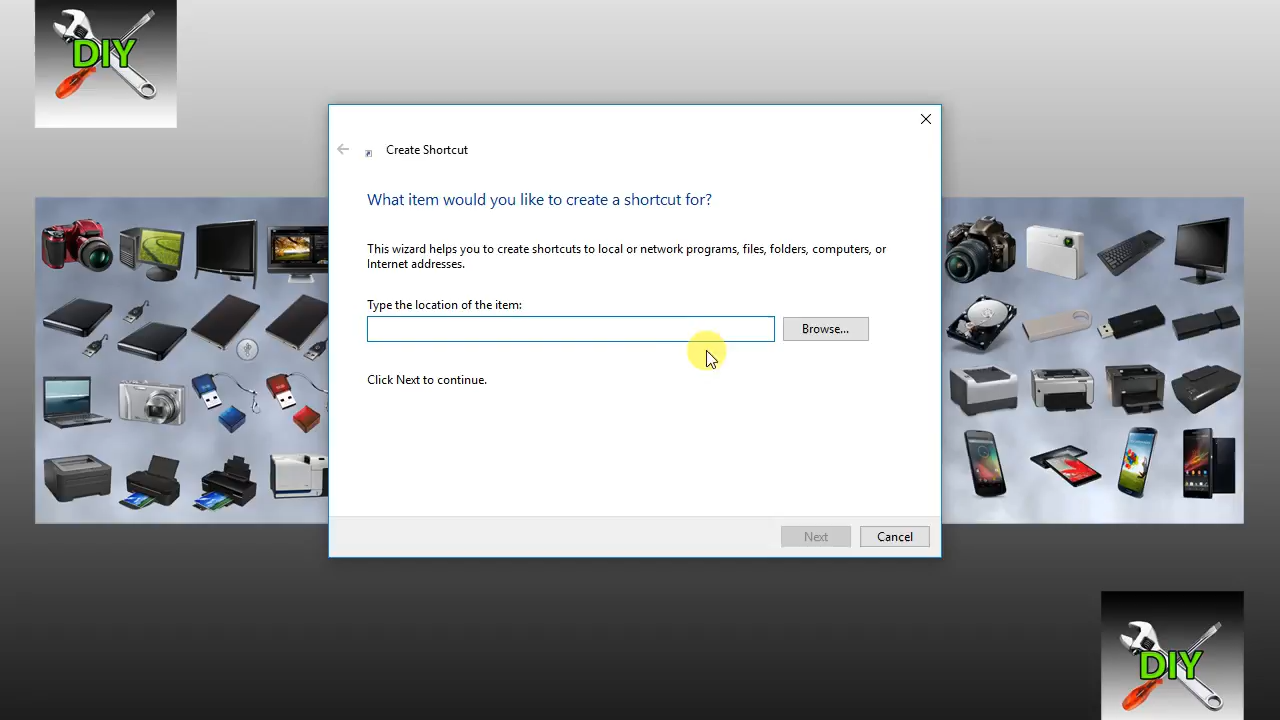 DIY
Create Shortcut
What item would you like to create a shortcut for?
This wizard helps you to create shortcuts to local or network programs, files, folders, computers, or
Internet addresses.
Type the location of the item:
Browse...
Click Next to continue.
Next
Cancel
DIY